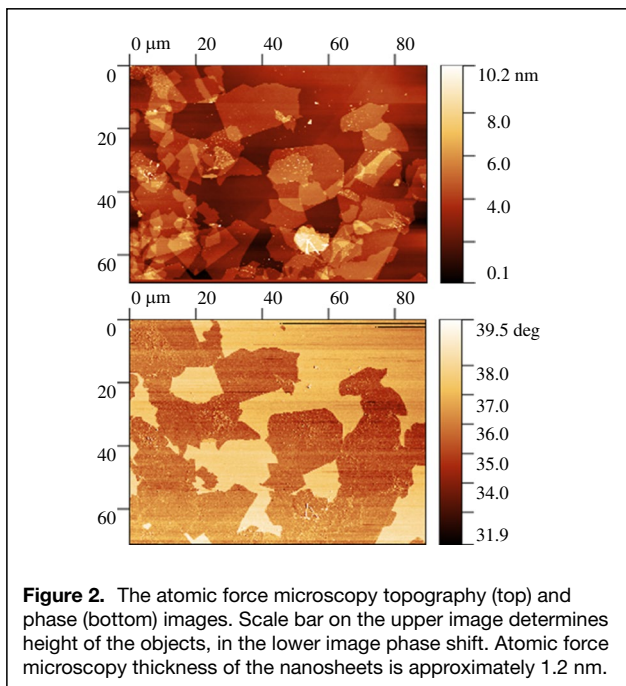 0 µm 20 40 60 80
0
20
40
60
10.2 nm
8.0
6.0
4.0
0.1
0 µm 20 40 60 80
0
20
40
60
39.5 deg
38.0
37.0
36.0
35.0
34.0
31.9
Figure 2. The atomic force microscopy topography (top) and
phase (bottom) images. Scale bar on the upper image determines
height of the objects, in the lower image phase shift. Atomic force
microscopy thickness of the nanosheets is approximately 1.2 nm.